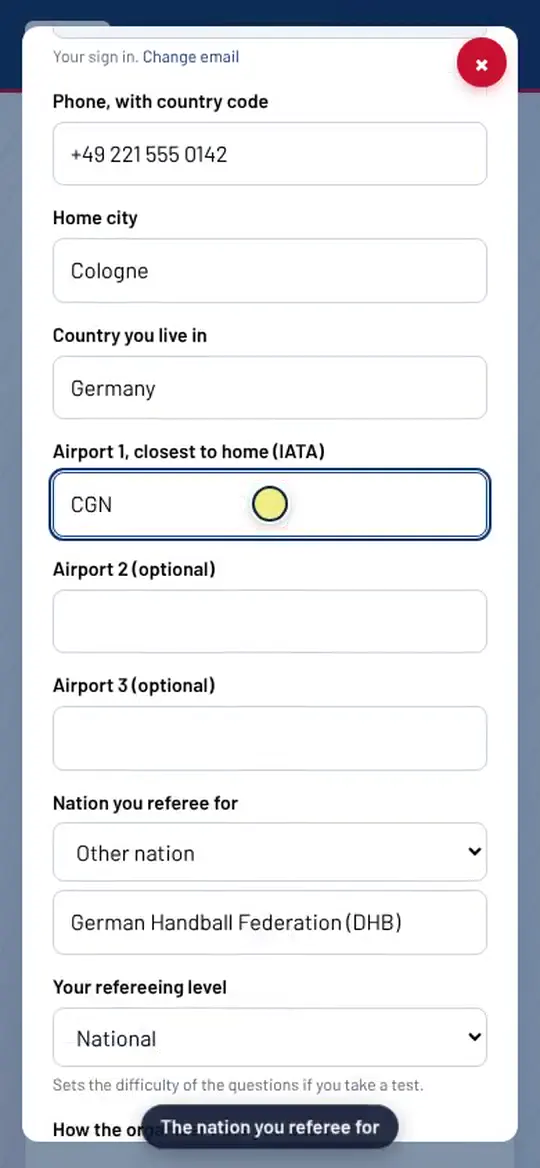 Your sign in. Change email
Phone, with country code
+49 221 555 0142
Home city
Cologne
Country you live in
Germany
Airport 1, closest to home (IATA)
CGN
Airport 2 (optional)
Airport 3 (optional)
Nation you referee for
Other nation
German Handball Federation (DHB)
Your refereeing level
National
Sets the difficulty of the questions if you take a test.
How the
The nation you referee for